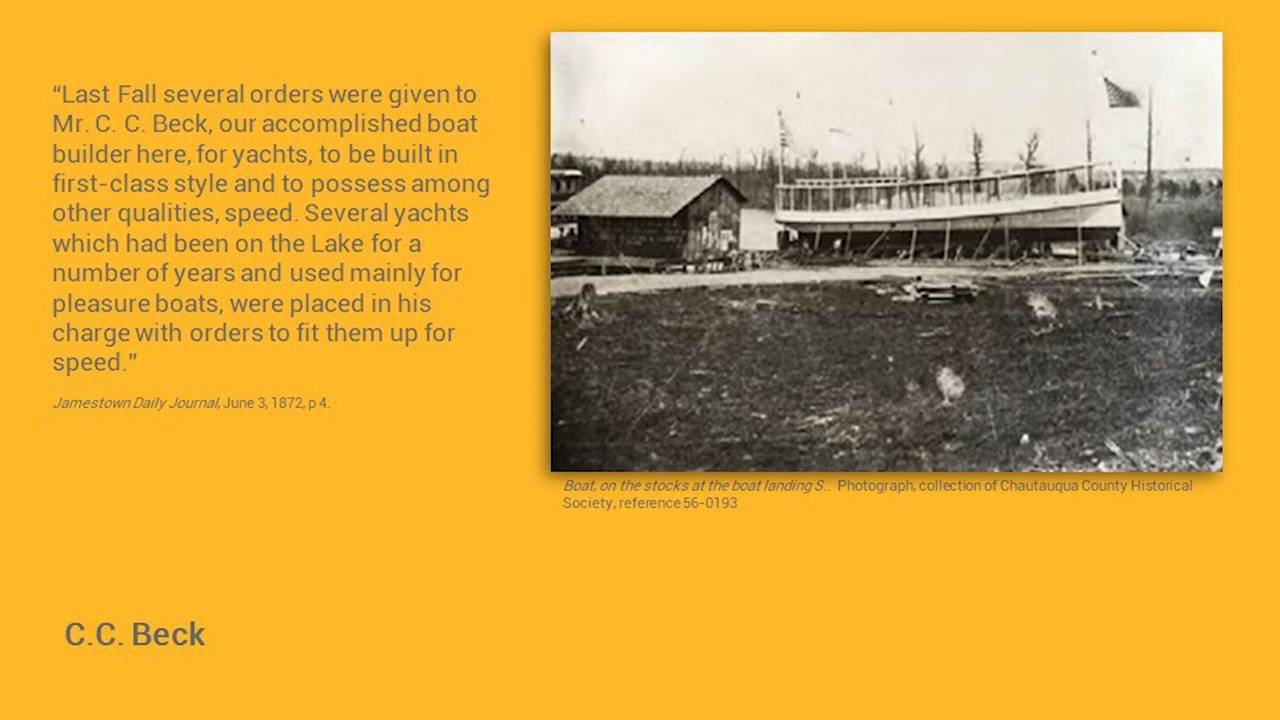 “Last Fall several orders were given to
Mr. C. C. Beck, our accomplished boat
builder here, for yachts, to be built in
first-class style and to possess among
other qualities, speed. Several yachts
which had been on the Lake for a
number of years and used mainly for
pleasure boats, were placed in his
charge with orders to fit them up for
speed.”
Jamestown Daily Journal, June 3, 1872, p 4.
Boat, on the stocks at the boat landing S.. Photograph, collection of Chautauqua County Historical
Society, reference 56-0193
C.C. Beck